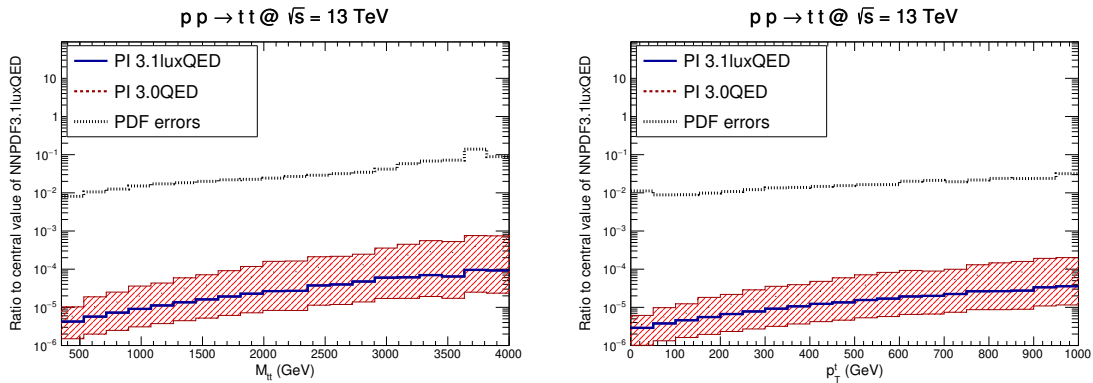 p p → t t @ √s = 13 TeV
Ratio to central value of NNPDF3.1luxQED
PI 3.1luxQED
PI 3.0QED
PDF errors
10
1
10⁻¹
10⁻²
10⁻³
10⁻⁴
10⁻⁵
10⁻⁶
500 1000 1500 2000 2500 3000 3500 4000
M_tt (GeV)
p p → t t @ √s = 13 TeV
Ratio to central value of NNPDF3.1luxQED
PI 3.1luxQED
PI 3.0QED
PDF errors
10
1
10⁻¹
10⁻²
10⁻³
10⁻⁴
10⁻⁵
10⁻⁶
0 100 200 300 400 500 600 700 800 900 1000
p_T^t (GeV)